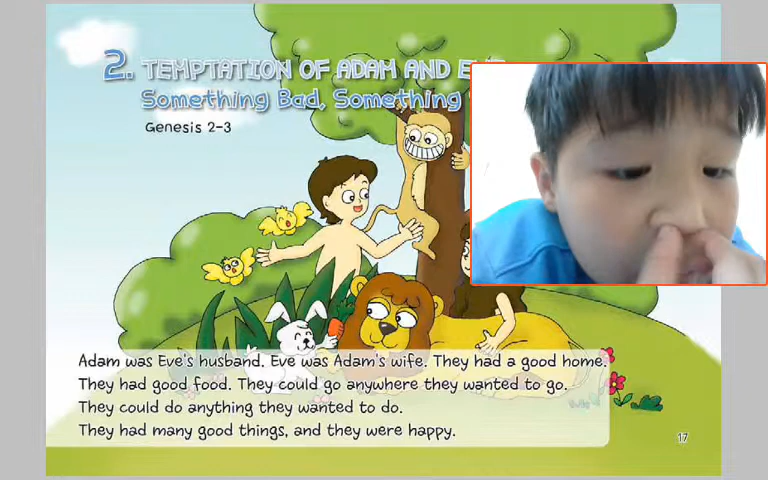 2. TEMPTATION OF ADAM AND
Something Bad, Something
Genesis 2-3
Adam was Eve's husband. Eve was Adam's wife. They had a good home.
They had good food. They could go anywhere they wanted to go.
They could do anything they wanted to do.
They had many good things, and they were happy.
17